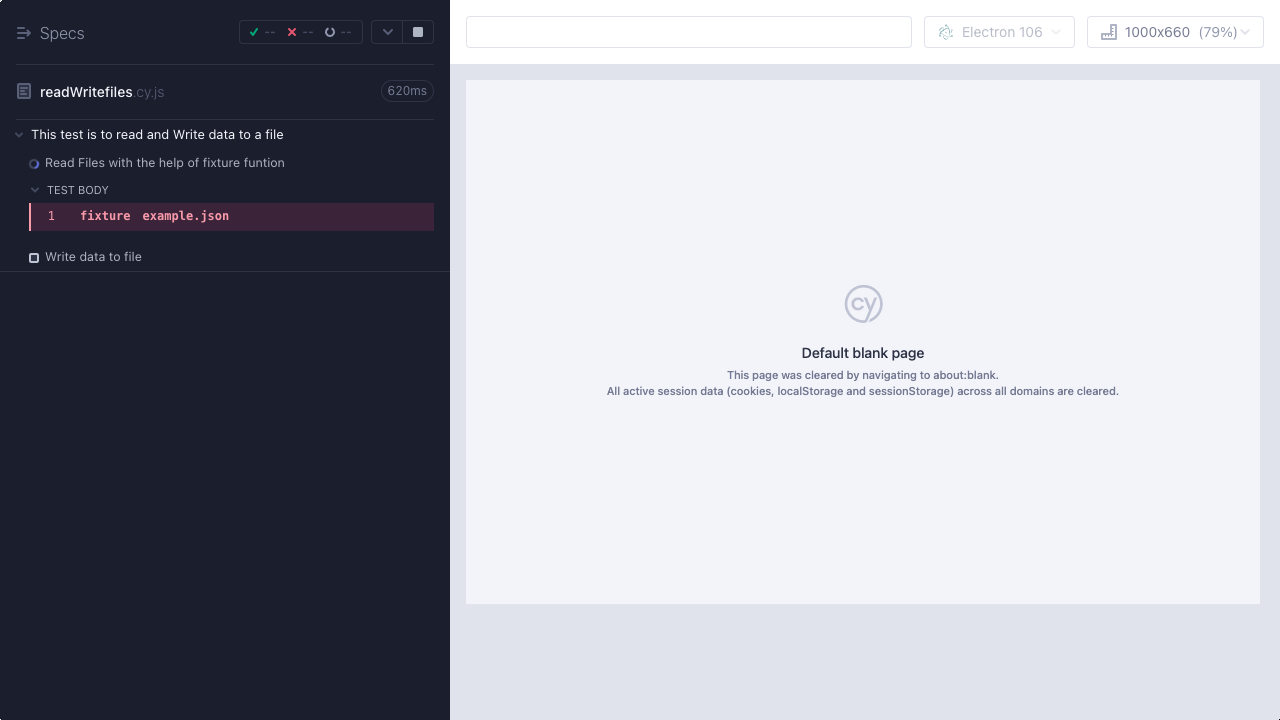 Specs
-- -- --
readWritefiles.cy.js
620ms
This test is to read and Write data to a file
Read Files with the help of fixture funtion
TEST BODY
1 fixture example.json
Write data to file
Electron 106
1000x660 (79%)
cy
Default blank page
This page was cleared by navigating to about:blank.
All active session data (cookies, localStorage and sessionStorage) across all domains are cleared.